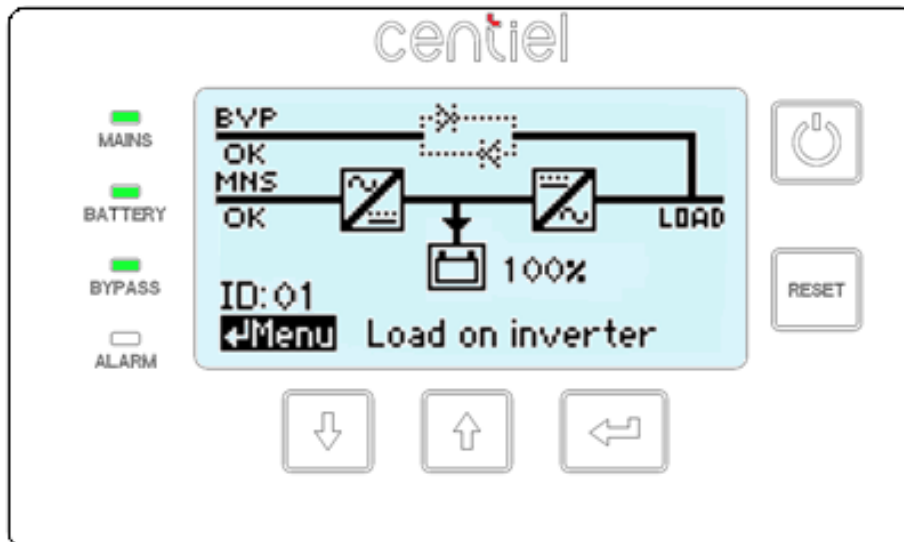 centiel
MAINS
BATTERY
BYPASS
ALARM
BYP
OK
MNS
OK
LOAD
100%
ID:01
↵Menu Load on inverter
RESET